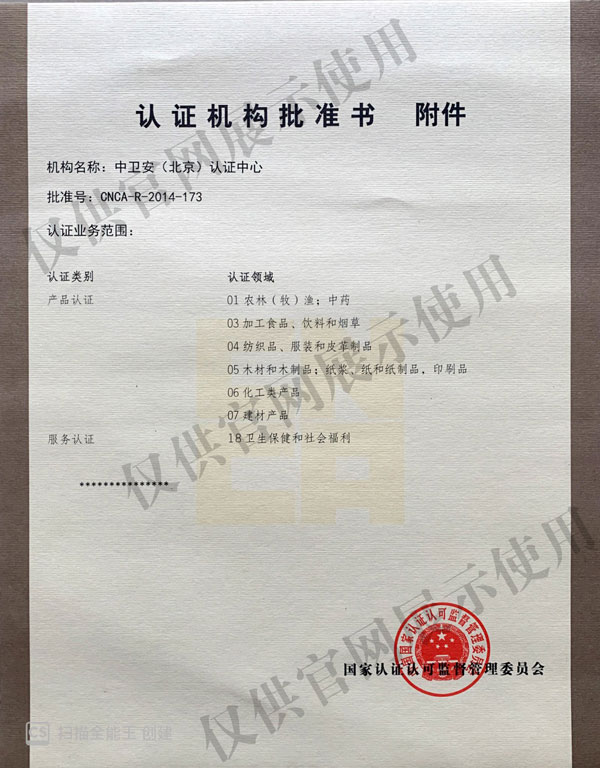 认证机构批准书 附件
机构名称：中卫安（北京）认证中心
批准号：CNCA-R-2014-173
认证业务范围：
认证类别 认证领域
产品认证 01 农林（牧）渔；中药
03 加工食品、饮料和烟草
04 纺织品、服装和皮革制品
05 木材和木制品；纸浆、纸和纸制品，印刷品
06 化工类产品
07 建材产品
服务认证 18 卫生保健和社会福利
***************
国家认证认可监督管理委员会
仅供官网展示使用
仅供官网展示使用
仅供官网展示使用
CS 扫描全能王 创建